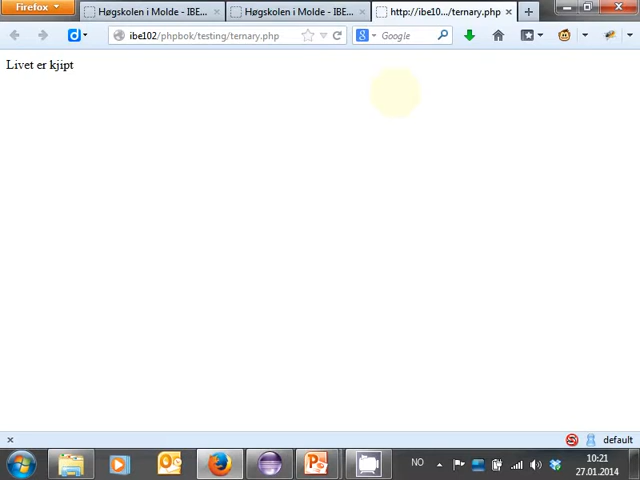 Firefox
Høgskolen i Molde - IBE...
Høgskolen i Molde - IBE...
http://ibe10.../ternary.php
ibe102/phpbok/testing/ternary.php
Google
Livet er kjipt
default
NO
10:21
27.01.2014